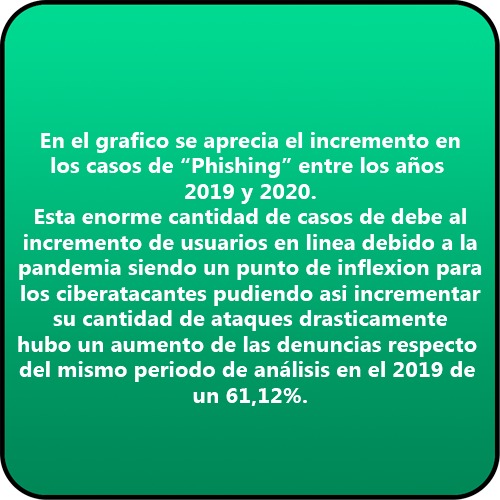 En el grafico se aprecia el incremento en
los casos de “Phishing” entre los años
2019 y 2020.
Esta enorme cantidad de casos de debe al
incremento de usuarios en linea debido a la
pandemia siendo un punto de inflexion para
los ciberatacantes pudiendo asi incrementar
su cantidad de ataques drasticamente
hubo un aumento de las denuncias respecto
del mismo periodo de análisis en el 2019 de
un 61,12%.